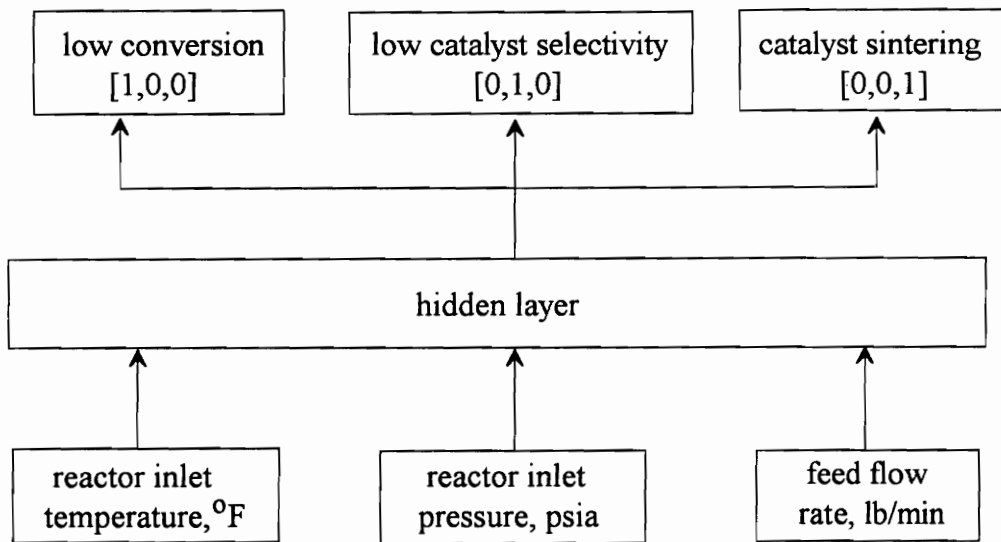 low conversion
[1,0,0]
low catalyst selectivity
[0,1,0]
catalyst sintering
[0,0,1]
hidden layer
reactor inlet
temperature,°F
reactor inlet
pressure, psia
feed flow
rate, lb/min